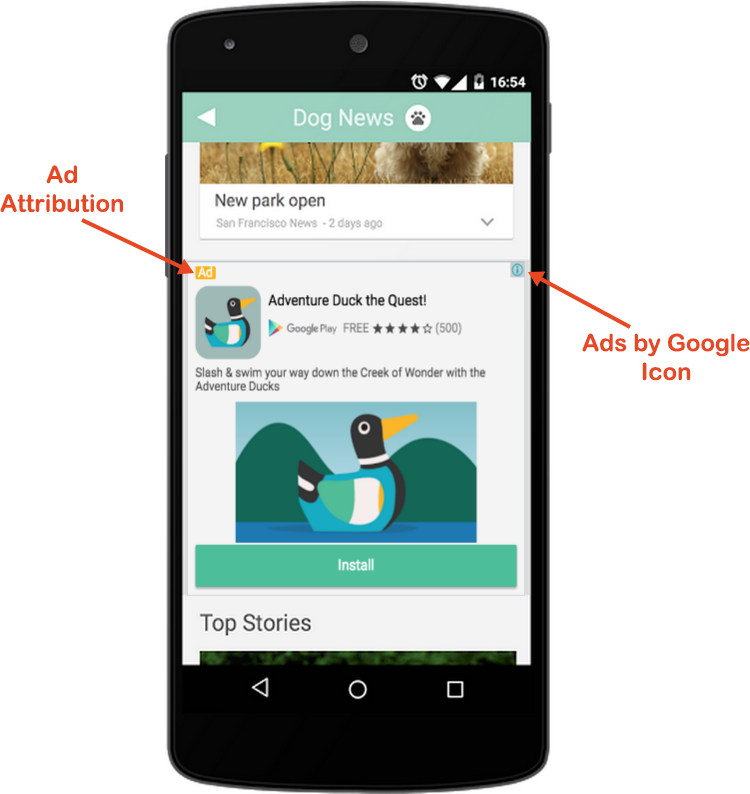 16:54
Dog News
Ad
Attribution
New park open
San Francisco News - 2 days ago
Ad
Adventure Duck the Quest!
Google Play FREE (500)
Ads by Google
Icon
Slash & swim your way down the Creek of Wonder with the
Adventure Ducks
Install
Top Stories